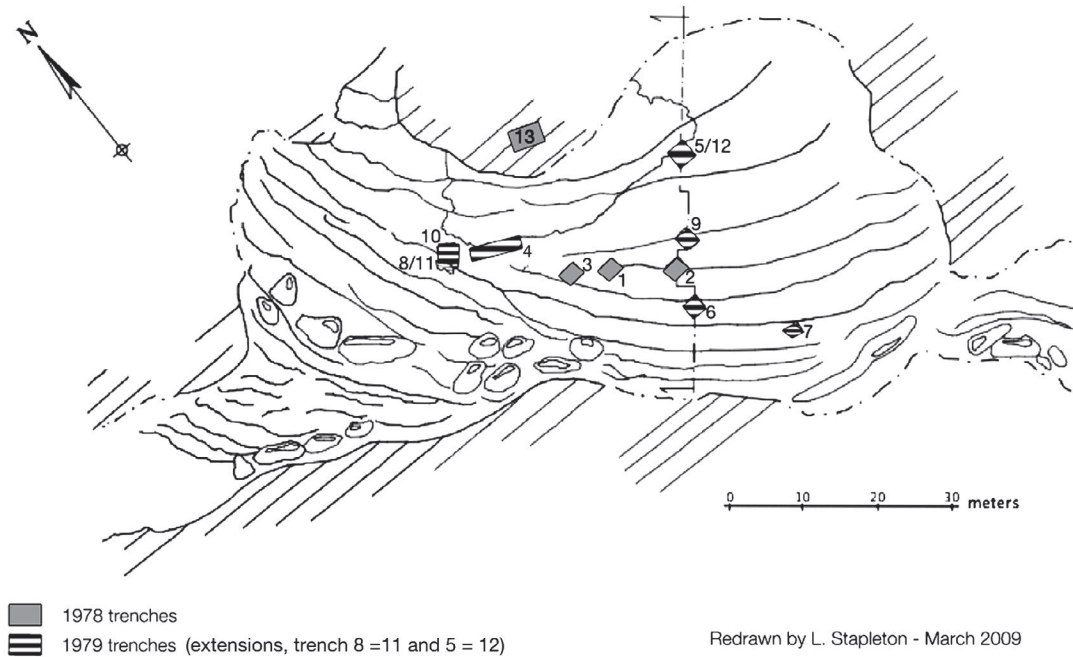 N
13
5/12
9
10
4
8/11
3
1
2
6
7
0 10 20 30 meters
1978 trenches
1979 trenches (extensions, trench 8 =11 and 5 = 12)
Redrawn by L. Stapleton - March 2009